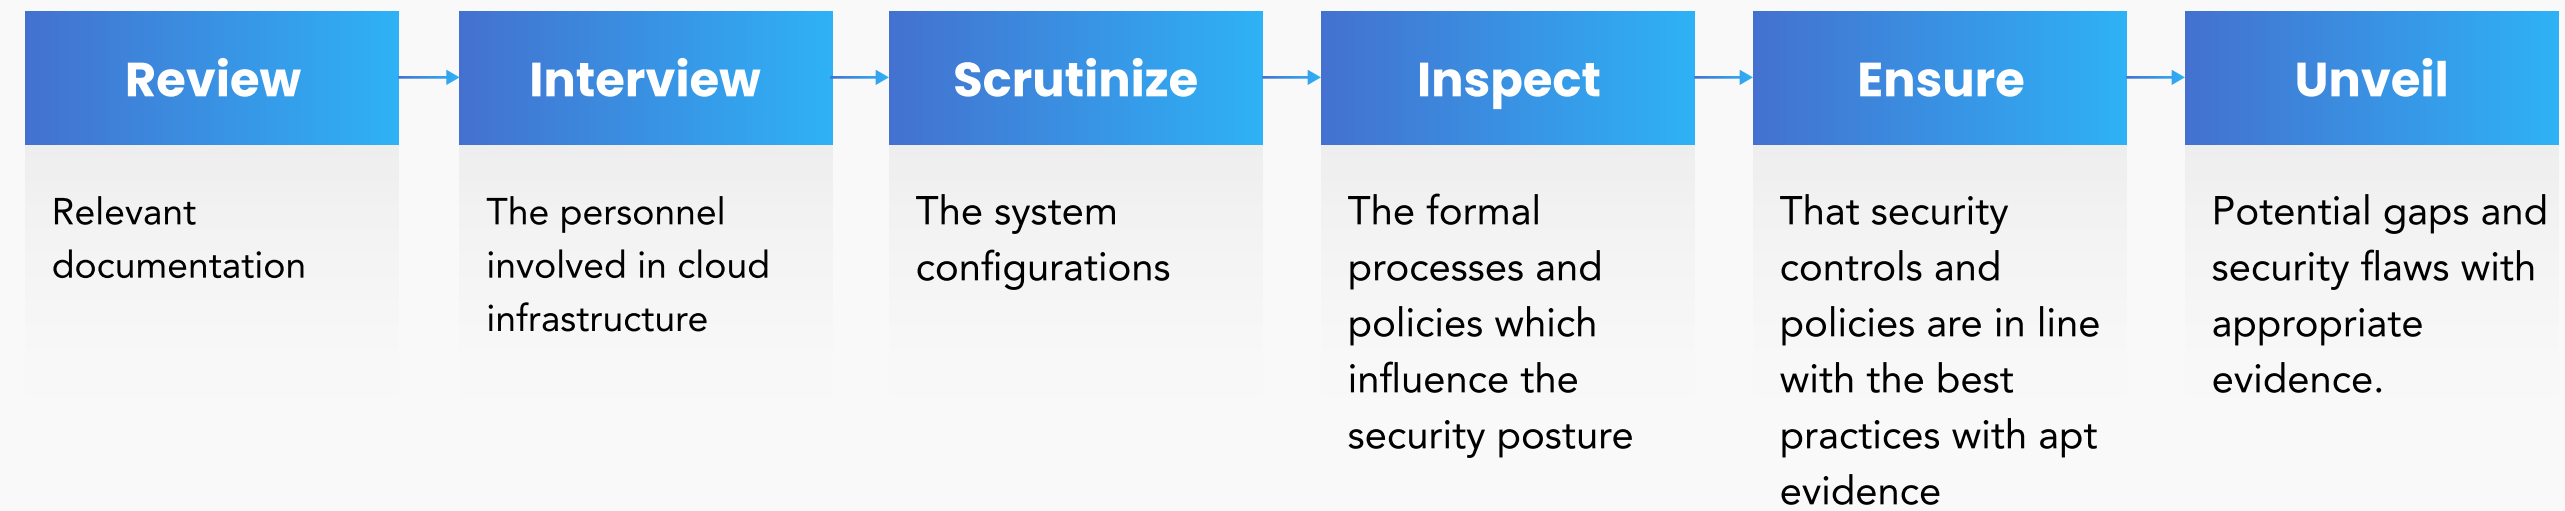 Review
Relevant
documentation
Interview
The personnel
involved in cloud
infrastructure
Scrutinize
The system
configurations
Inspect
The formal
processes and
policies which
influence the
security posture
Ensure
That security
controls and
policies are in line
with the best
practices with apt
evidence
Unveil
Potential gaps and
security flaws with
appropriate
evidence.